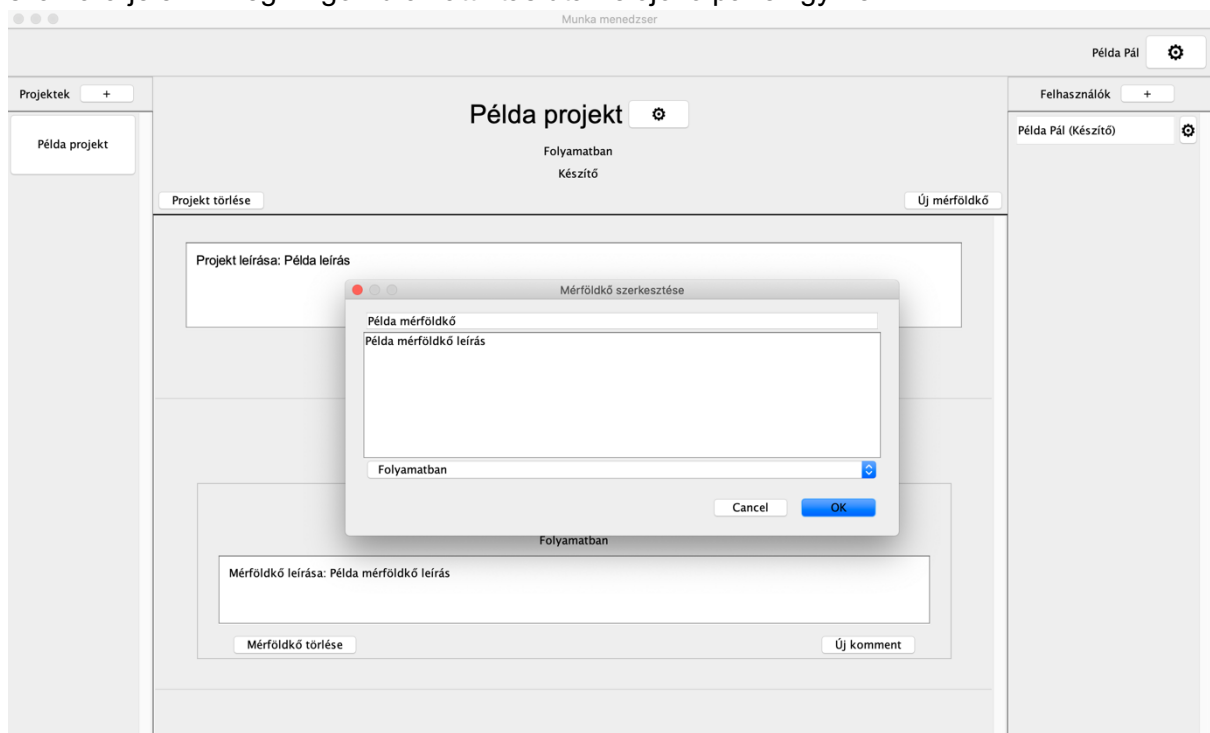 Munka menedzser
Példa Pál
Projektek +
Felhasználók +
Példa projekt
Példa projekt
Példa Pál (Készítő)
Folyamatban
Készítő
Projekt törlése
Új mérföldkő
Projekt leírása: Példa leírás
Mérföldkő szerkesztése
Példa mérföldkő
Példa mérföldkő leírás
Folyamatban
Cancel
OK
Folyamatban
Mérföldkő leírása: Példa mérföldkő leírás
Mérföldkő törlése
Új komment